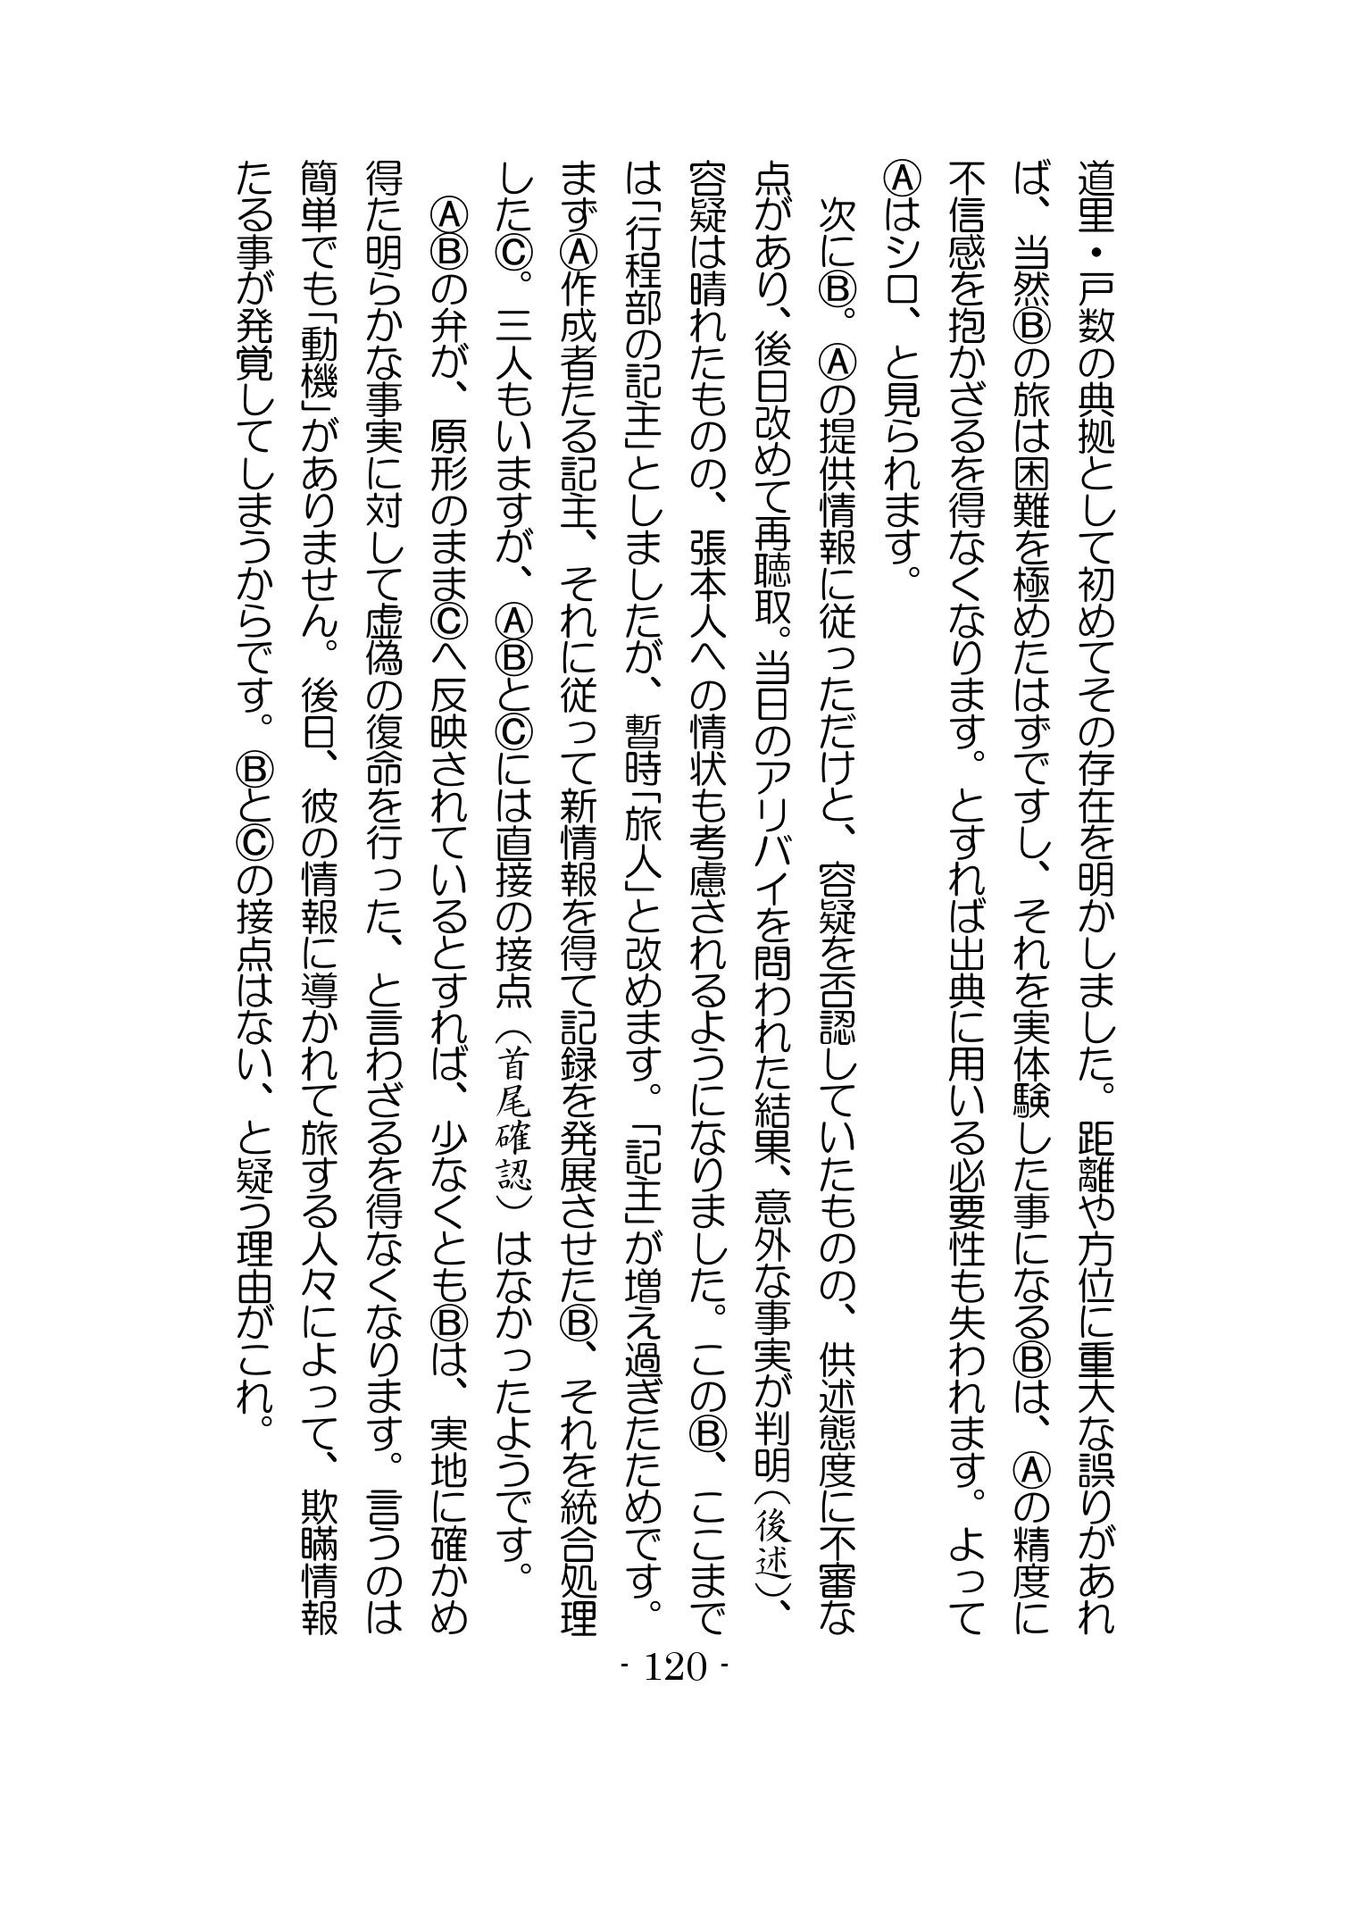 道里・戸数の典拠として初めてその存在を明かしました。距離や方位に重大な誤りがあれ
ば、当然Ⓑの旅は困難を極めたはずですし、それを実体験した事になるⒷは、Ⓐの精度に
不信感を抱かざるを得なくなります。とすれば出典に用いる必要性も失われます。よって
Ⓐはシロ、と見られます。
　次にⒷ。Ⓐの提供情報に従っただけと、容疑を否認していたものの、供述態度に不審な
点があり、後日改めて再聴取。当日のアリバイを問われた結果、意外な事実が判明（後述）、
容疑は晴れたものの、張本人への情状も考慮されるようになりました。このⒷ、ここまで
は「行程部の記主」としましたが、暫時「旅人」と改めます。「記主」が増え過ぎたためです。
まずⒶ作成者たる記主、それに従って新情報を得て記録を発展させたⒷ、それを統合処理
したⒸ。三人もいますが、ⒶⒷとⒸには直接の接点（首尾確認）はなかったようです。
　ⒶⒷの弁が、原形のままⒸへ反映されているとすれば、少なくともⒷは、実地に確かめ
得た明らかな事実に対して虚偽の復命を行った、と言わざるを得なくなります。言うのは
簡単でも「動機」がありません。後日、彼の情報に導かれて旅する人々によって、欺瞞情報
たる事が発覚してしまうからです。ⒷとⒸの接点はない、と疑う理由がこれ。
- 120 -